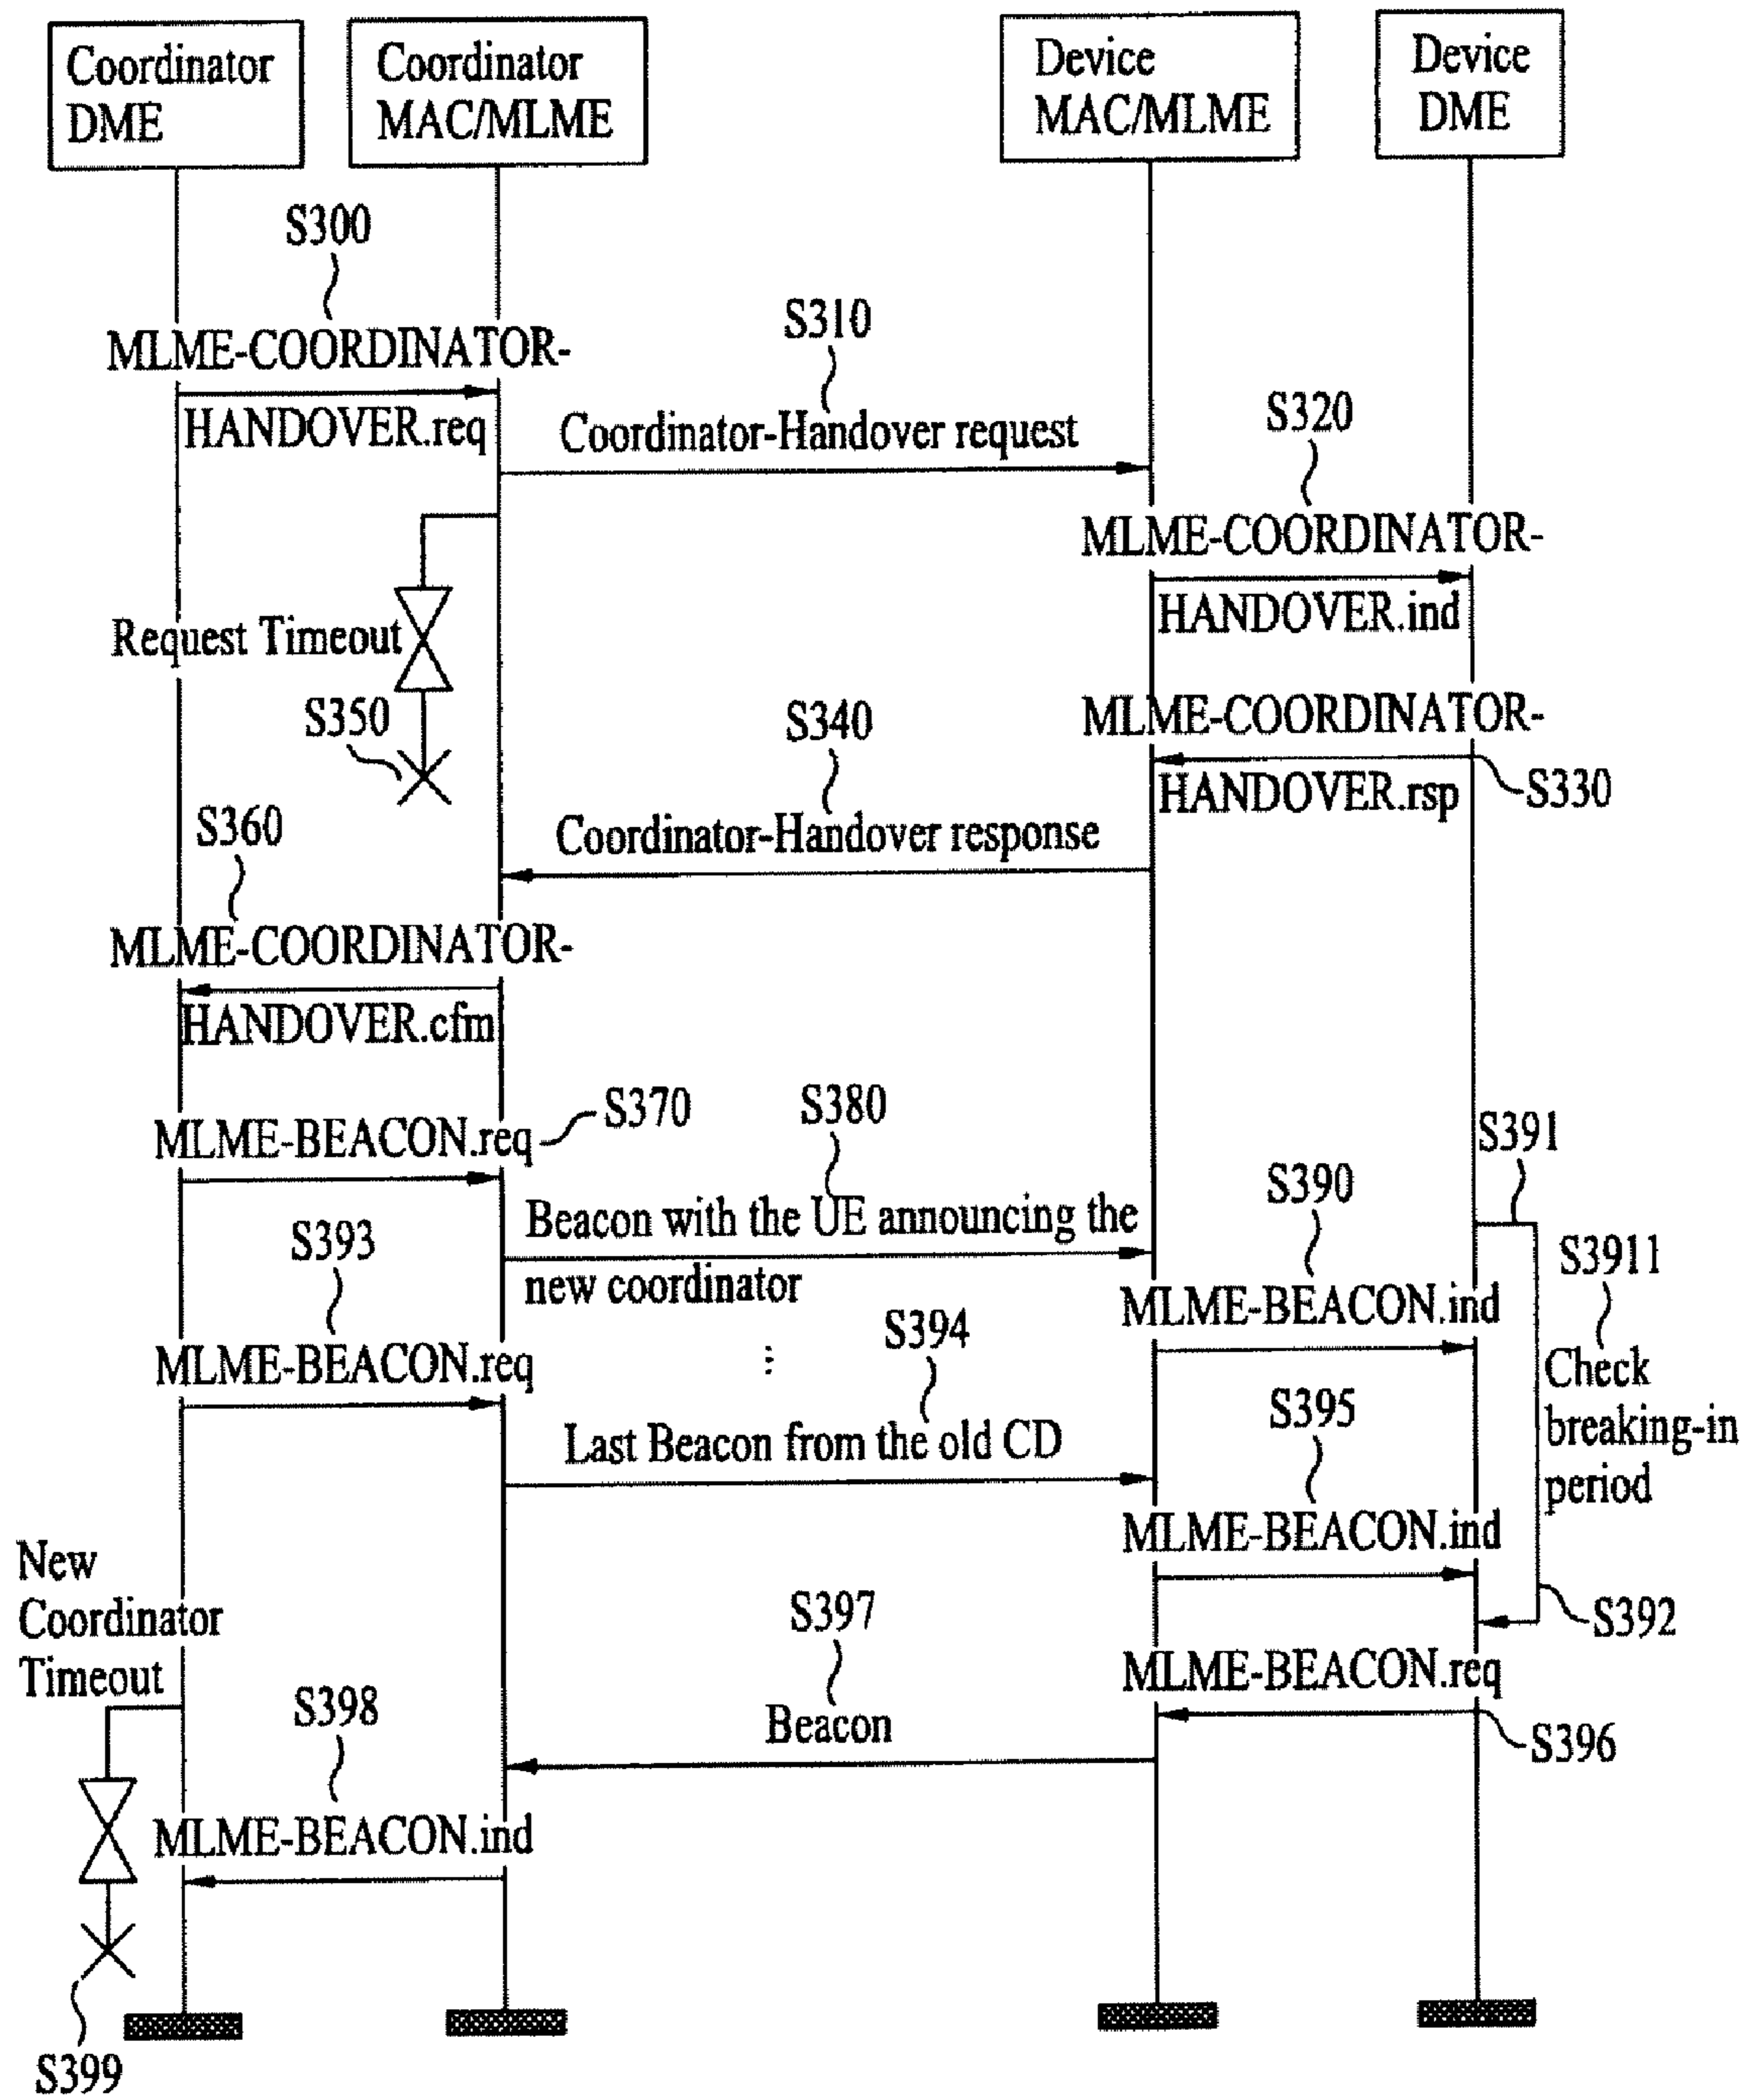 Coordinator
DME
Coordinator
MAC/MLME
Device
MAC/MLME
Device
DME
S300
MLME-COORDINATOR-
HANDOVER.req
S310
Coordinator-Handover request
S320
MLME-COORDINATOR-
HANDOVER.ind
Request Timeout
S350
MLME-COORDINATOR-
HANDOVER.rsp
S330
S340
Coordinator-Handover response
S360
MLME-COORDINATOR-
HANDOVER.cfm
MLME-BEACON.req
S370
S380
Beacon with the UE announcing the
new coordinator
S390
MLME-BEACON.ind
S391
S3911
Check
breaking-in
period
S393
MLME-BEACON.req
...
S394
Last Beacon from the old CD
S395
MLME-BEACON.ind
S392
New
Coordinator
Timeout
MLME-BEACON.req
S396
S397
Beacon
S398
MLME-BEACON.ind
S399